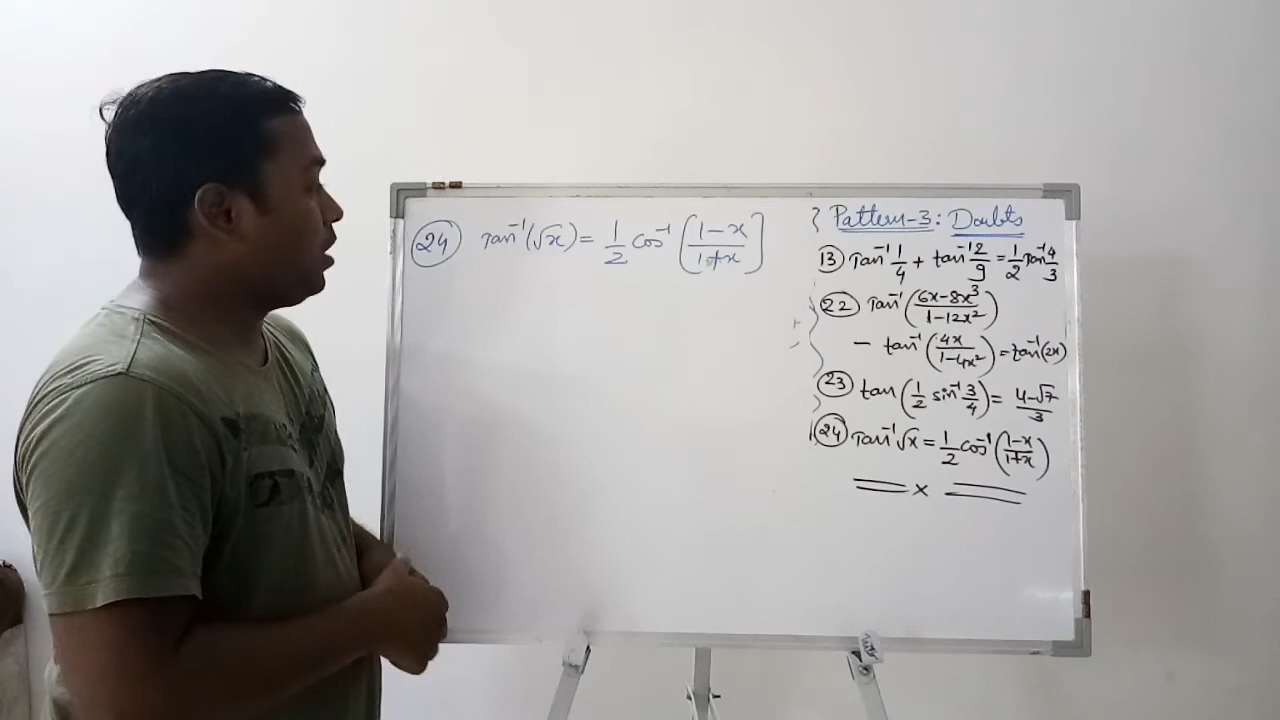 24 Tan⁻¹(√x) = 1/2 cos⁻¹[1-x/1+x]
Pattern-3: Doubts
13 Tan⁻¹ 1/4 + tan⁻¹ 2/9 = 1/2 Tan⁻¹ 4/3
22 Tan⁻¹(6x-8x³/1-12x²)
- tan⁻¹(4x/1-4x²) = tan⁻¹(2x)
23 tan(1/2 sin⁻¹ 3/4) = 4-√7/3
24 Tan⁻¹√x = 1/2 cos⁻¹(1-x/1+x)
x